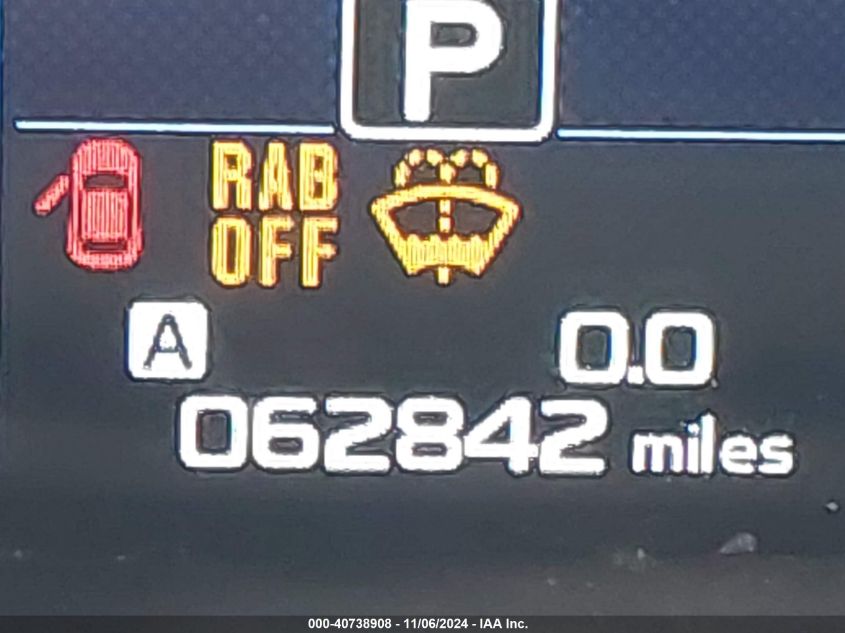 P
RAB
OFF
A 0.0
062842 miles
000-40738908 - 11/06/2024 - IAA Inc.